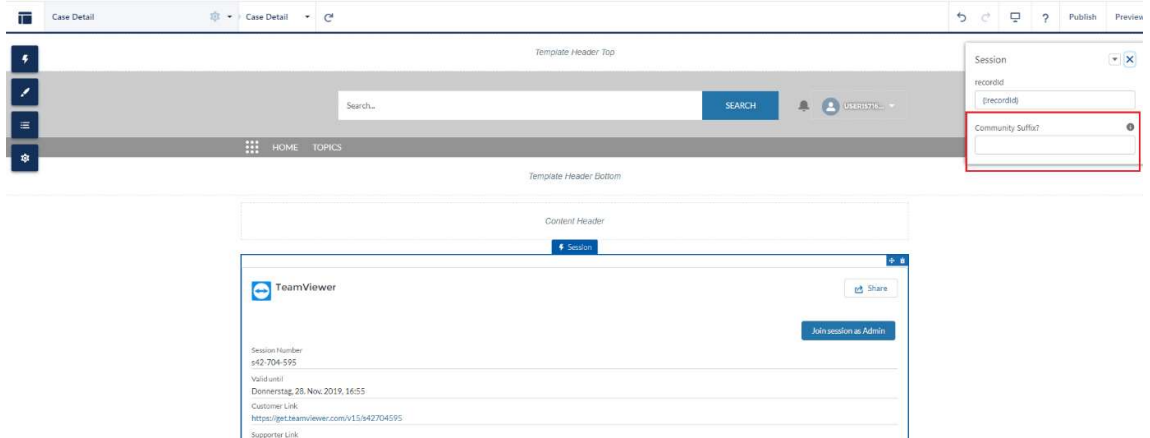 Case Detail
Case Detail
?
Publish
Preview
Template Header Top
Session
recordId
{!recordId}
Search...
SEARCH
Community Suffix?
HOME TOPICS
Template Header Bottom
Content Header
Session
TeamViewer
Share
Join session as Admin
Session Number
s42-704-595
Valid until
Donnerstag, 28. Nov. 2019, 16:55
Customer Link
https://get.teamviewer.com/v15/s42704595
Supporter Link